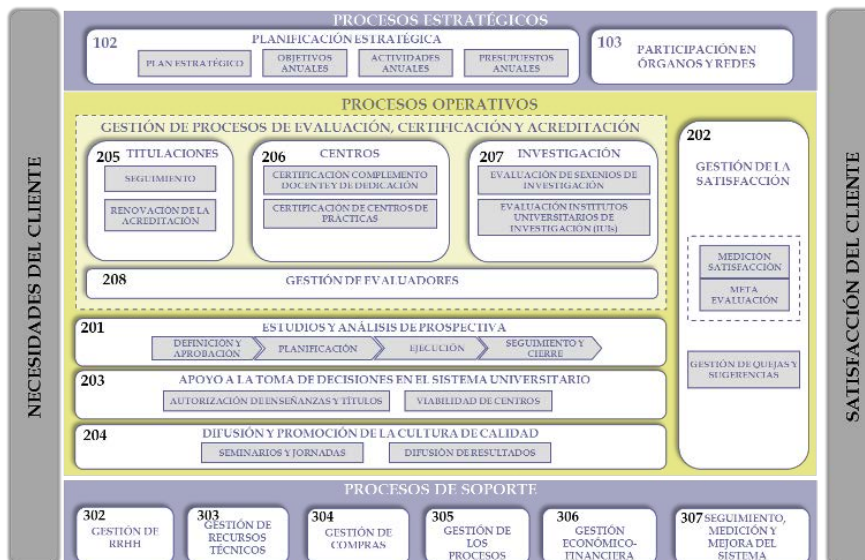 PROCESOS ESTRATÉGICOS
102
PLANIFICACIÓN ESTRATÉGICA
PLAN ESTRATÉGICO
OBJETIVOS
ANUALES
ACTIVIDADES
ANUALES
PRESUPUESTOS
ANUALES
103
PARTICIPACIÓN EN
ÓRGANOS Y REDES
NECESIDADES DEL CLIENTE
PROCESOS OPERATIVOS
GESTIÓN DE PROCESOS DE EVALUACIÓN, CERTIFICACIÓN Y ACREDITACIÓN
205 TITULACIONES
SEGUIMIENTO
RENOVACIÓN DE LA
ACREDITACIÓN
206 CENTROS
CERTIFICACIÓN COMPLEMENTO
DOCENTE Y DE DEDICACIÓN
CERTIFICACIÓN DE CENTROS DE
PRÁCTICAS
207 INVESTIGACIÓN
EVALUACIÓN DE SEXENIOS DE
INVESTIGACIÓN
EVALUACIÓN INSTITUTOS
UNIVERSITARIOS DE
INVESTIGACIÓN (IUIs)
208
GESTIÓN DE EVALUADORES
201
ESTUDIOS Y ANÁLISIS DE PROSPECTIVA
DEFINICIÓN Y
APROBACIÓN
PLANIFICACIÓN
EJECUCIÓN
SEGUIMIENTO Y
CIERRE
203
APOYO A LA TOMA DE DECISIONES EN EL SISTEMA UNIVERSITARIO
AUTORIZACIÓN DE ENSEÑANZAS Y TÍTULOS
VIABILIDAD DE CENTROS
204
DIFUSIÓN Y PROMOCIÓN DE LA CULTURA DE CALIDAD
SEMINARIOS Y JORNADAS
DIFUSIÓN DE RESULTADOS
202
GESTIÓN DE LA
SATISFACCIÓN
MEDICIÓN
SATISFACCIÓN
META
EVALUACIÓN
GESTIÓN DE QUEJAS Y
SUGERENCIAS
SATISFACCIÓN DEL CLIENTE
PROCESOS DE SOPORTE
302
GESTIÓN DE
RRHH
303
GESTIÓN DE
RECURSOS
TÉCNICOS
304
GESTIÓN DE
COMPRAS
305
GESTIÓN DE
LOS
PROCESOS
306
GESTIÓN
ECONÓMICO-
FINANCIERA
307 SEGUIMIENTO,
MEDICIÓN Y
MEJORA DEL
SISTEMA